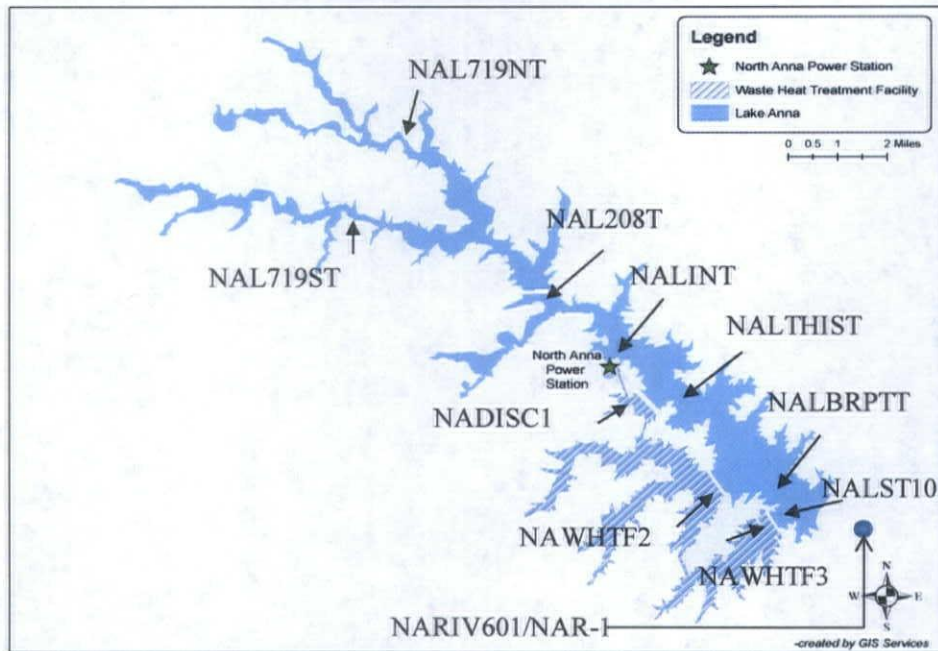 Legend
North Anna Power Station
Waste Heat Treatment Facility
Lake Anna
0 0.5 1 2 Miles
NAL719NT
NAL208T
NAL719ST
NALINT
NALTHIST
North Anna
Power
Station
NADISC1
NALBRPTT
NALST10
NAWHTF2
NAWHTF3
N
W E
S
NARIV601/NAR-1
-created by GIS Services